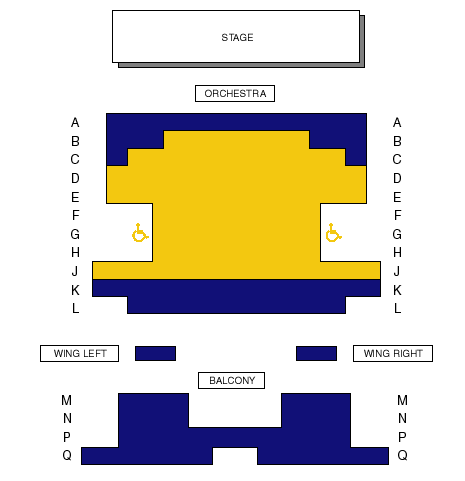 STAGE
ORCHESTRA
A A
B B
C C
D D
E E
F F
G G
H H
J J
K K
L L
WING LEFT WING RIGHT
BALCONY
M M
N N
P P
Q Q